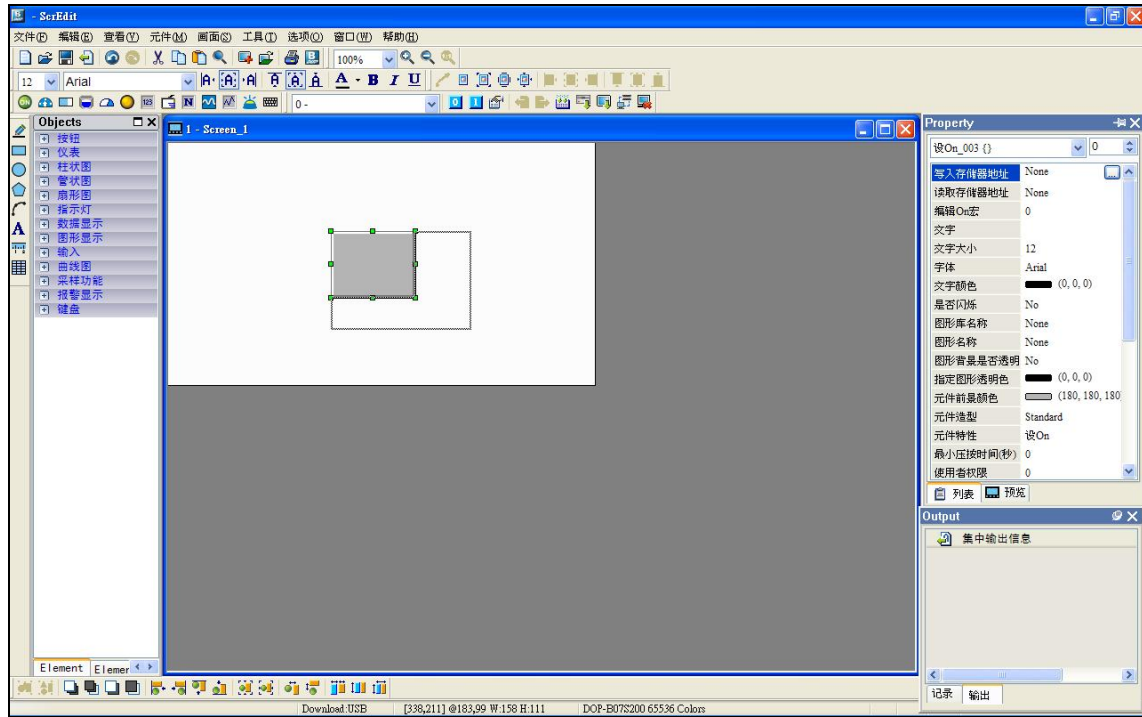 - ScrEdit
文件(F) 编辑(E) 查看(V) 元件(M) 画面(S) 工具(T) 选项(O) 窗口(W) 帮助(H)
100%
12 Arial A A A A A A A B I U
ON 123 N 0 - 0 1
Objects
按钮
仪表
柱状图
管状图
扇形图
指示灯
数据显示
图形显示
输入
曲线图
采样功能
报警显示
键盘
Element Elemer
A
1 - Screen_1
Property
设On_003 {} 0
写入存储器地址 None ...
读取存储器地址 None
编辑On宏 0
文字
文字大小 12
字体 Arial
文字颜色 (0, 0, 0)
是否闪烁 No
图形库名称 None
图形名称 None
图形背景是否透明 No
指定图形透明色 (0, 0, 0)
元件前景颜色 (180, 180, 180)
元件造型 Standard
元件特性 设On
最小压按时间(秒) 0
使用者权限 0
列表 预览
Output
集中输出信息
记录 输出
Download:USB [338,211] @183,99 W:158 H:111 DOP-B07S200 65536 Colors